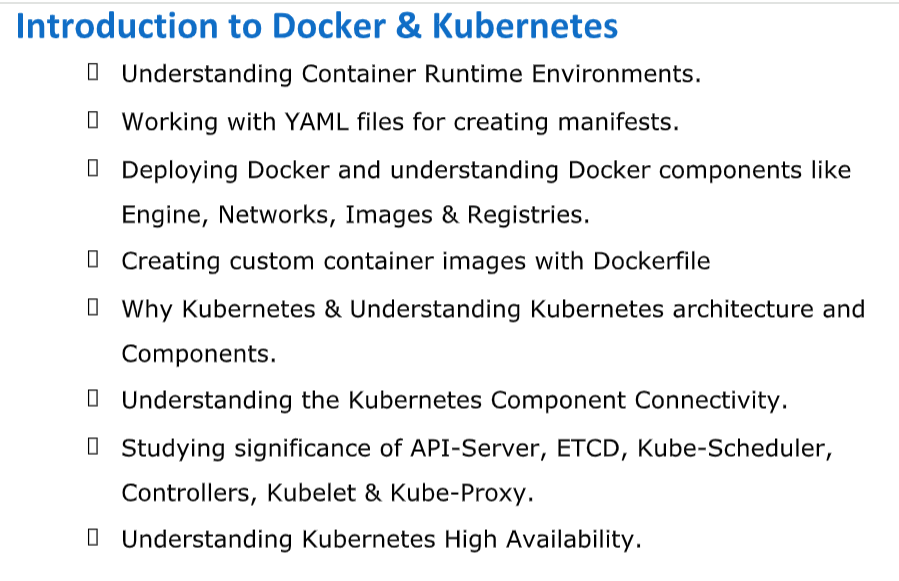 Introduction to Docker & Kubernetes
Understanding Container Runtime Environments.
Working with YAML files for creating manifests.
Deploying Docker and understanding Docker components like
Engine, Networks, Images & Registries.
Creating custom container images with Dockerfile
Why Kubernetes & Understanding Kubernetes architecture and
Components.
Understanding the Kubernetes Component Connectivity.
Studying significance of API-Server, ETCD, Kube-Scheduler,
Controllers, Kubelet & Kube-Proxy.
Understanding Kubernetes High Availability.